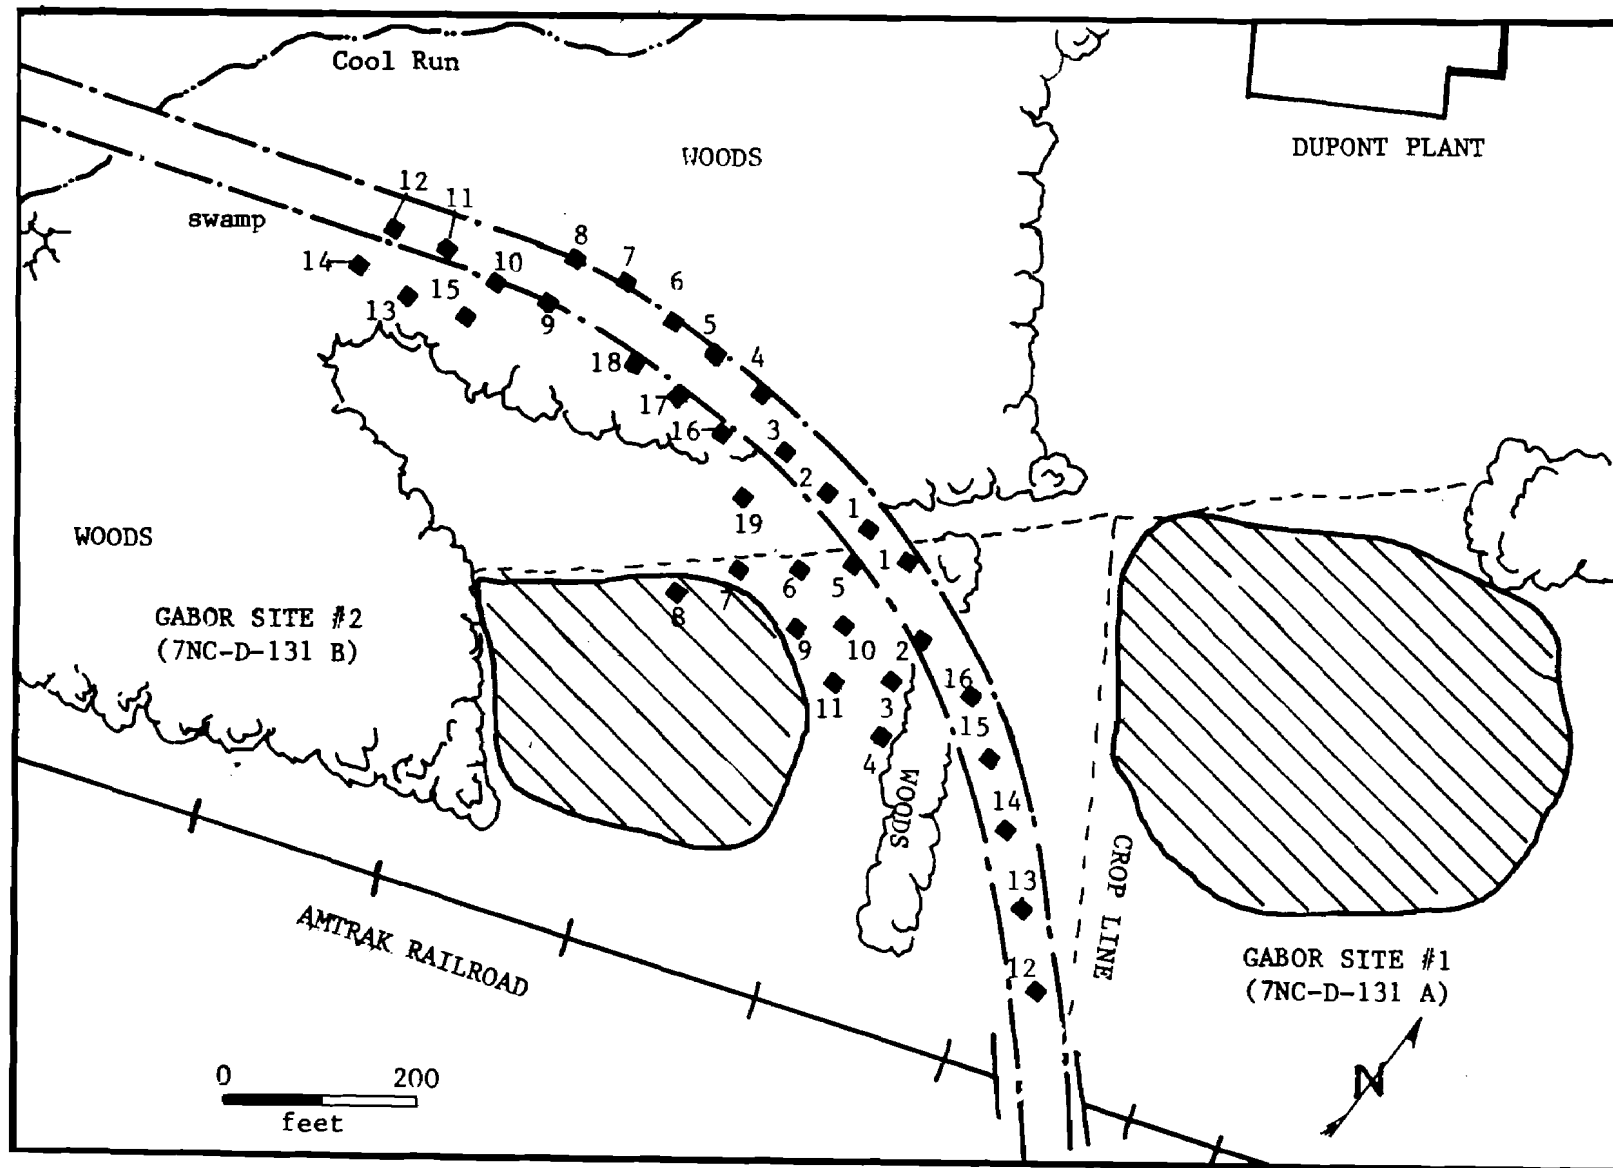 Cool Run
WOODS
DUPONT PLANT
12
11
swamp
8
7
14
10
6
15
13
9
5
18
4
17
16
3
2
19
1
1
WOODS
7
6
5
8
GABOR SITE #2
(7NC-D-131 B)
9
10
2
11
3
16
15
4
WOODS
14
CROP LINE
13
AMTRAK RAILROAD
12
GABOR SITE #1
(7NC-D-131 A)
0 200
feet
N